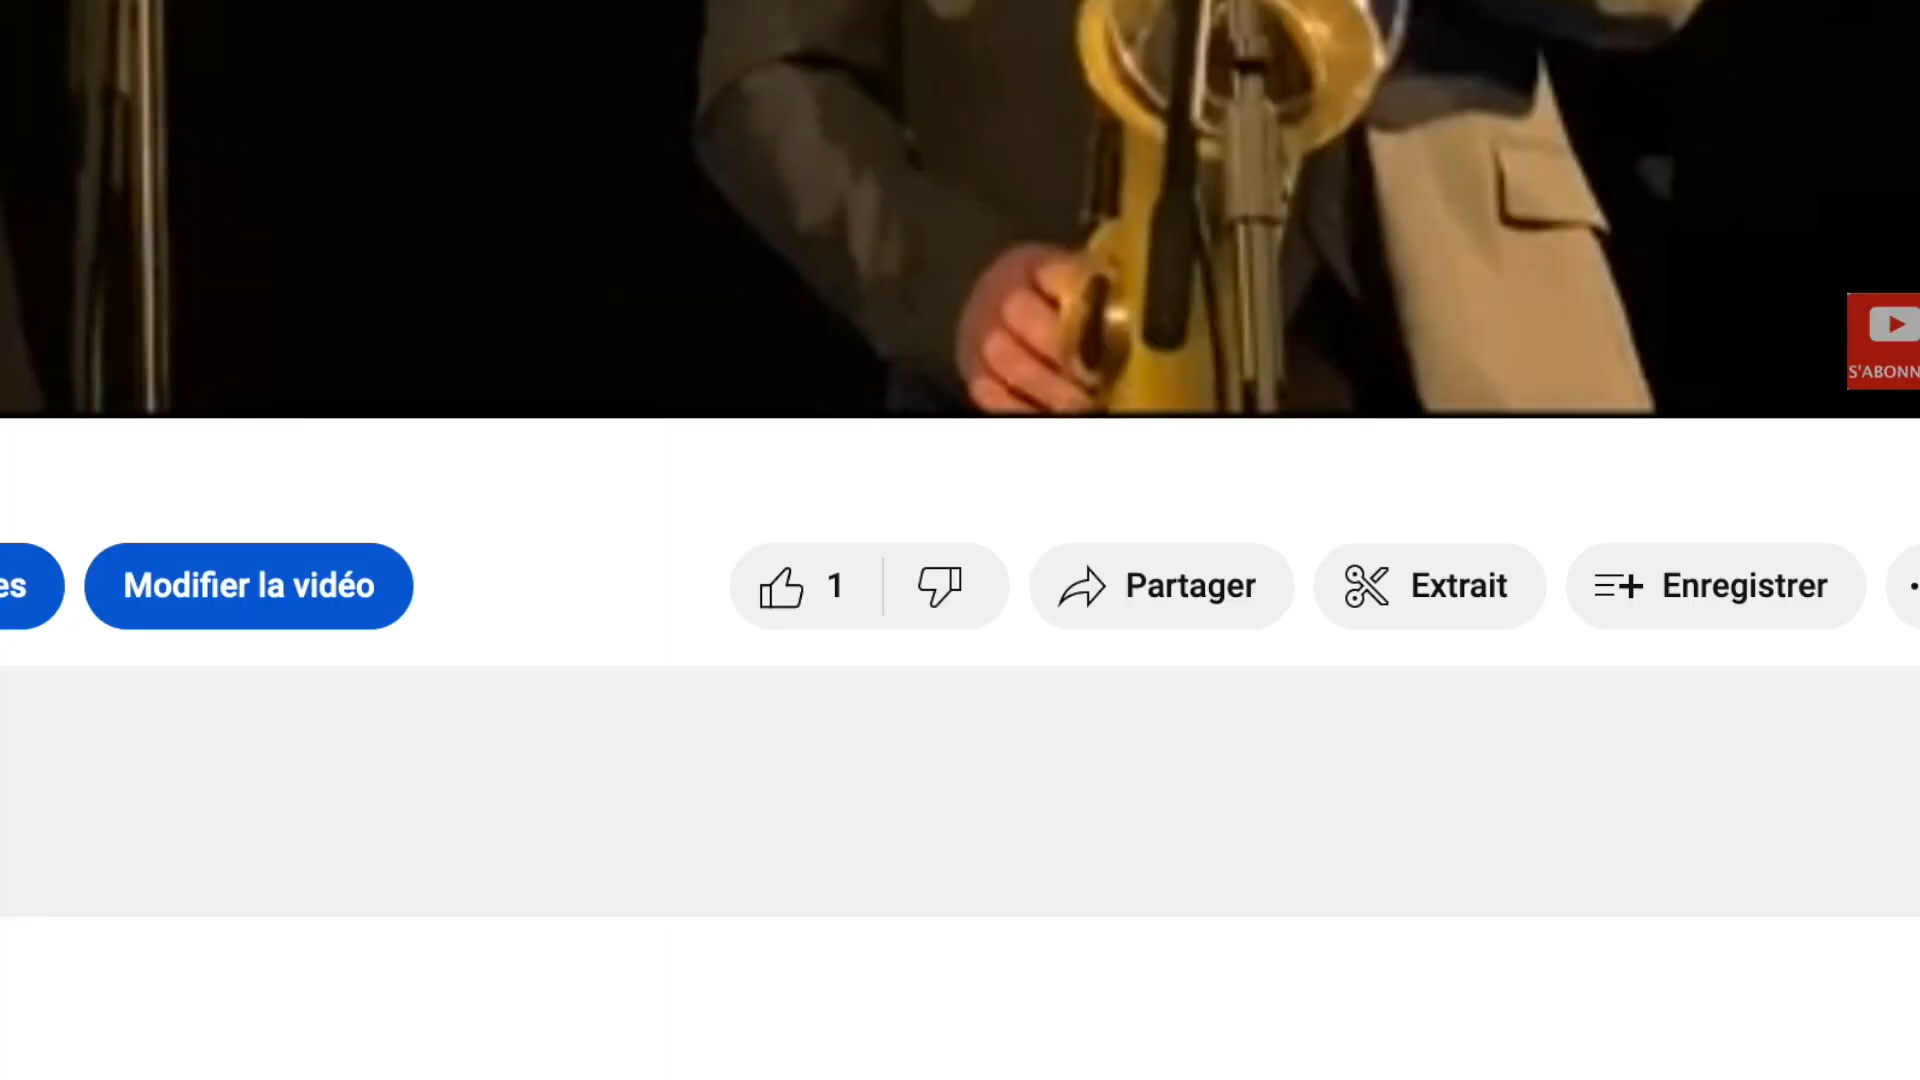 S'ABONN
es
Modifier la vidéo
1
Partager
Extrait
Enregistrer